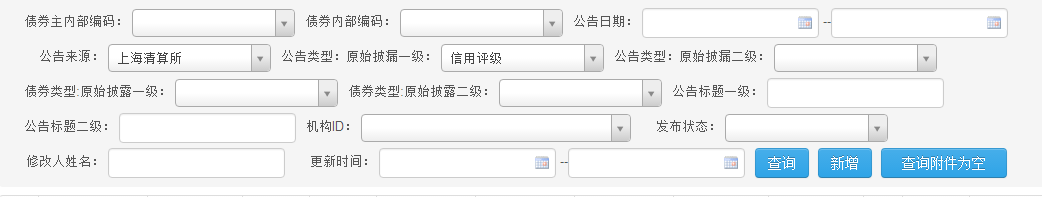 债券主内部编码： 债券内部编码： 公告日期： --
公告来源： 上海清算所 公告类型：原始披漏一级： 信用评级 公告类型：原始披漏二级：
债券类型:原始披露一级： 债券类型:原始披露二级： 公告标题一级：
公告标题二级： 机构ID： 发布状态：
修改人姓名： 更新时间： -- 查询 新增 查询附件为空